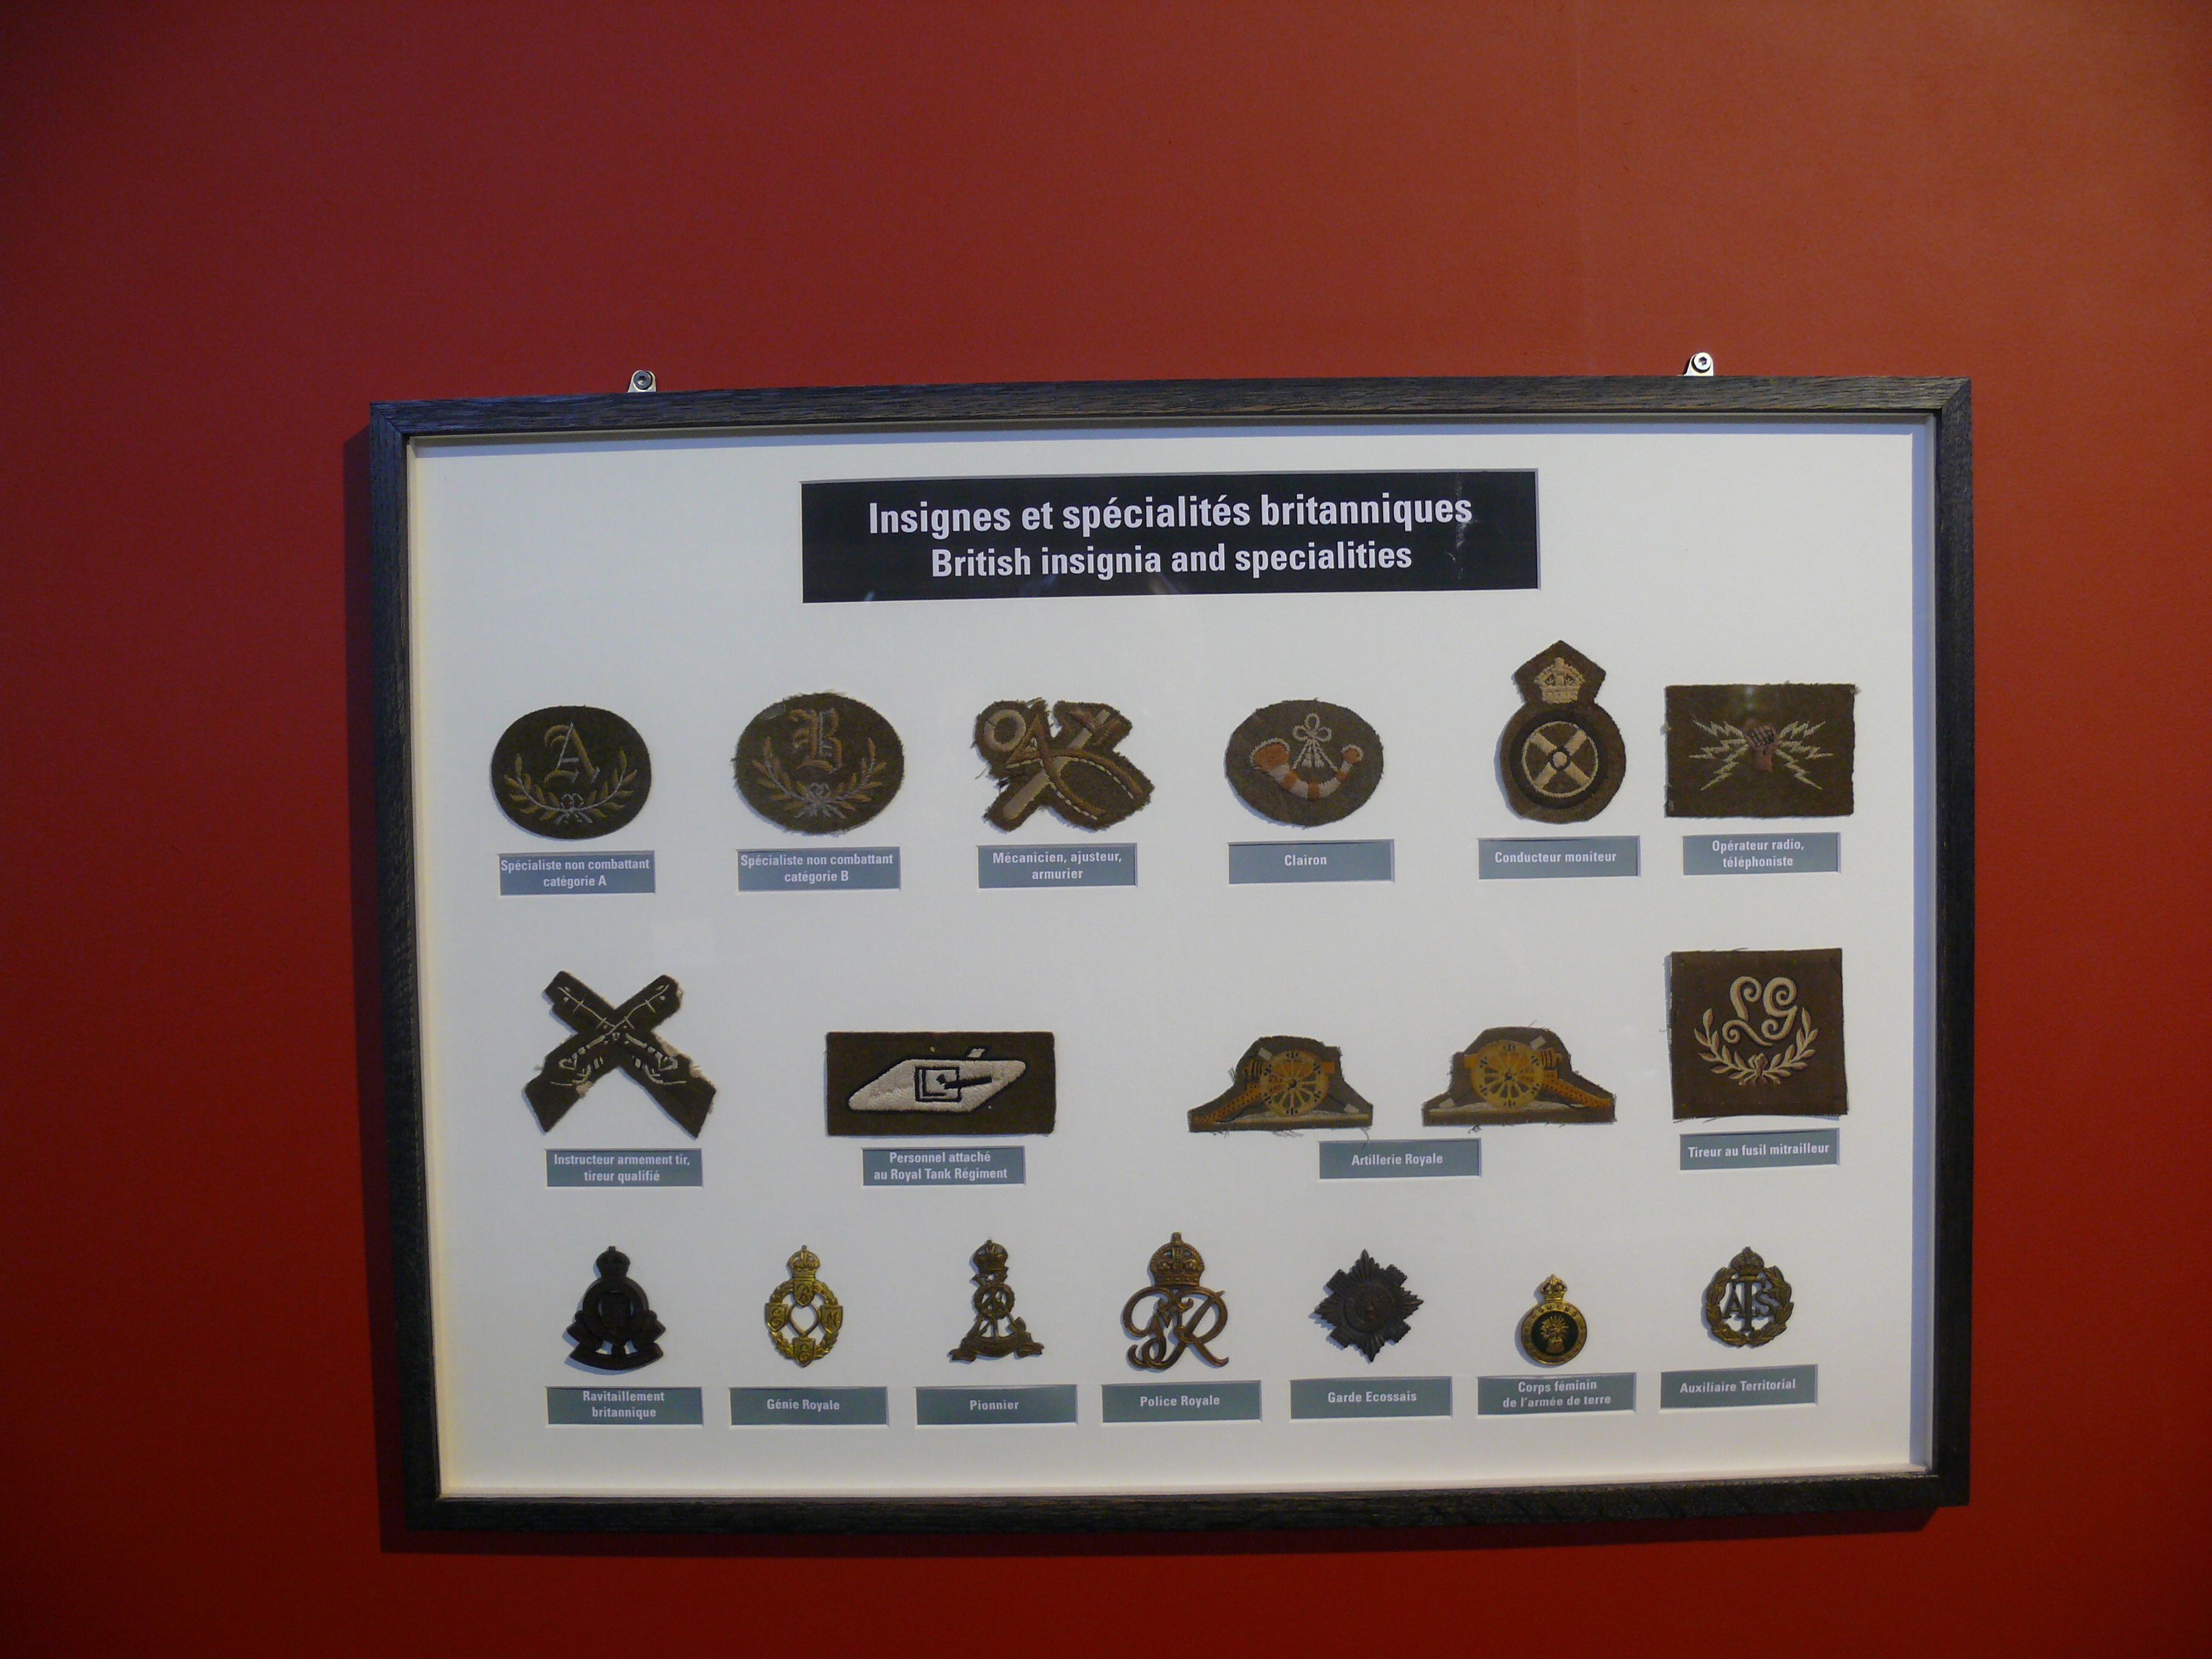 Insignes et spécialités britanniques
British insignia and specialities
A
B
Spécialiste non combattant
catégorie A
Spécialiste non combattant
catégorie B
Mécanicien, ajusteur,
armurier
Clairon
Conducteur moniteur
Opérateur radio,
téléphoniste
LG
Instructeur armement tir,
tireur qualifié
Personnel attaché
au Royal Tank Régiment
Artillerie Royale
Tireur au fusil mitrailleur
ATS
Ravitaillement
britannique
Génie Royale
Pionnier
Police Royale
Garde Ecossais
Corps féminin
de l'armée de terre
Auxiliaire Territorial